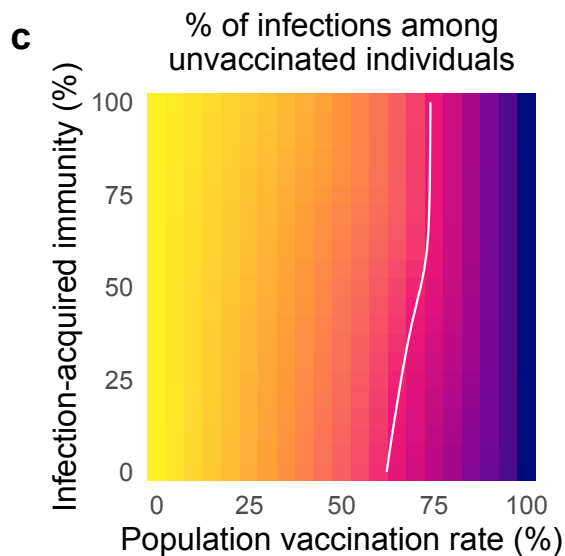 c
% of infections among
unvaccinated individuals
Infection-acquired immunity (%)
100
75
50
25
0
0 25 50 75 100
Population vaccination rate (%)